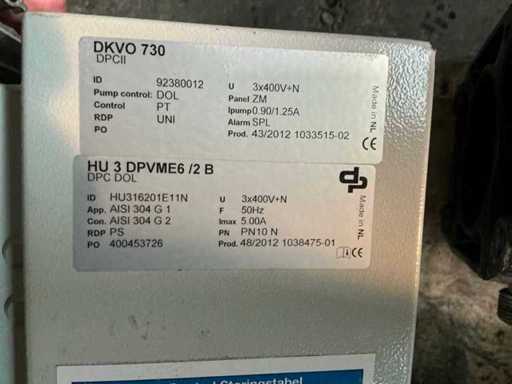 DKVO 730
DPCII
ID 92380012 U 3x400V+N
Pump control: DOL Panel ZM
Control PT Ipump 0.90/1.25A
RDP UNI Alarm SPL
PO Prod. 43/2012 1033515-02
Made in NL
CE
HU 3 DPVME6 /2 B
DPC DOL
dp
ID HU316201E11N U 3x400V+N
App. AISI 304 G 1 F 50Hz
Con. AISI 304 G 2 Imax 5.00A
RDP PS PN PN10 N
PO 400453726 Prod. 48/2012 1038475-01
Made in NL
CE
Storingstabel